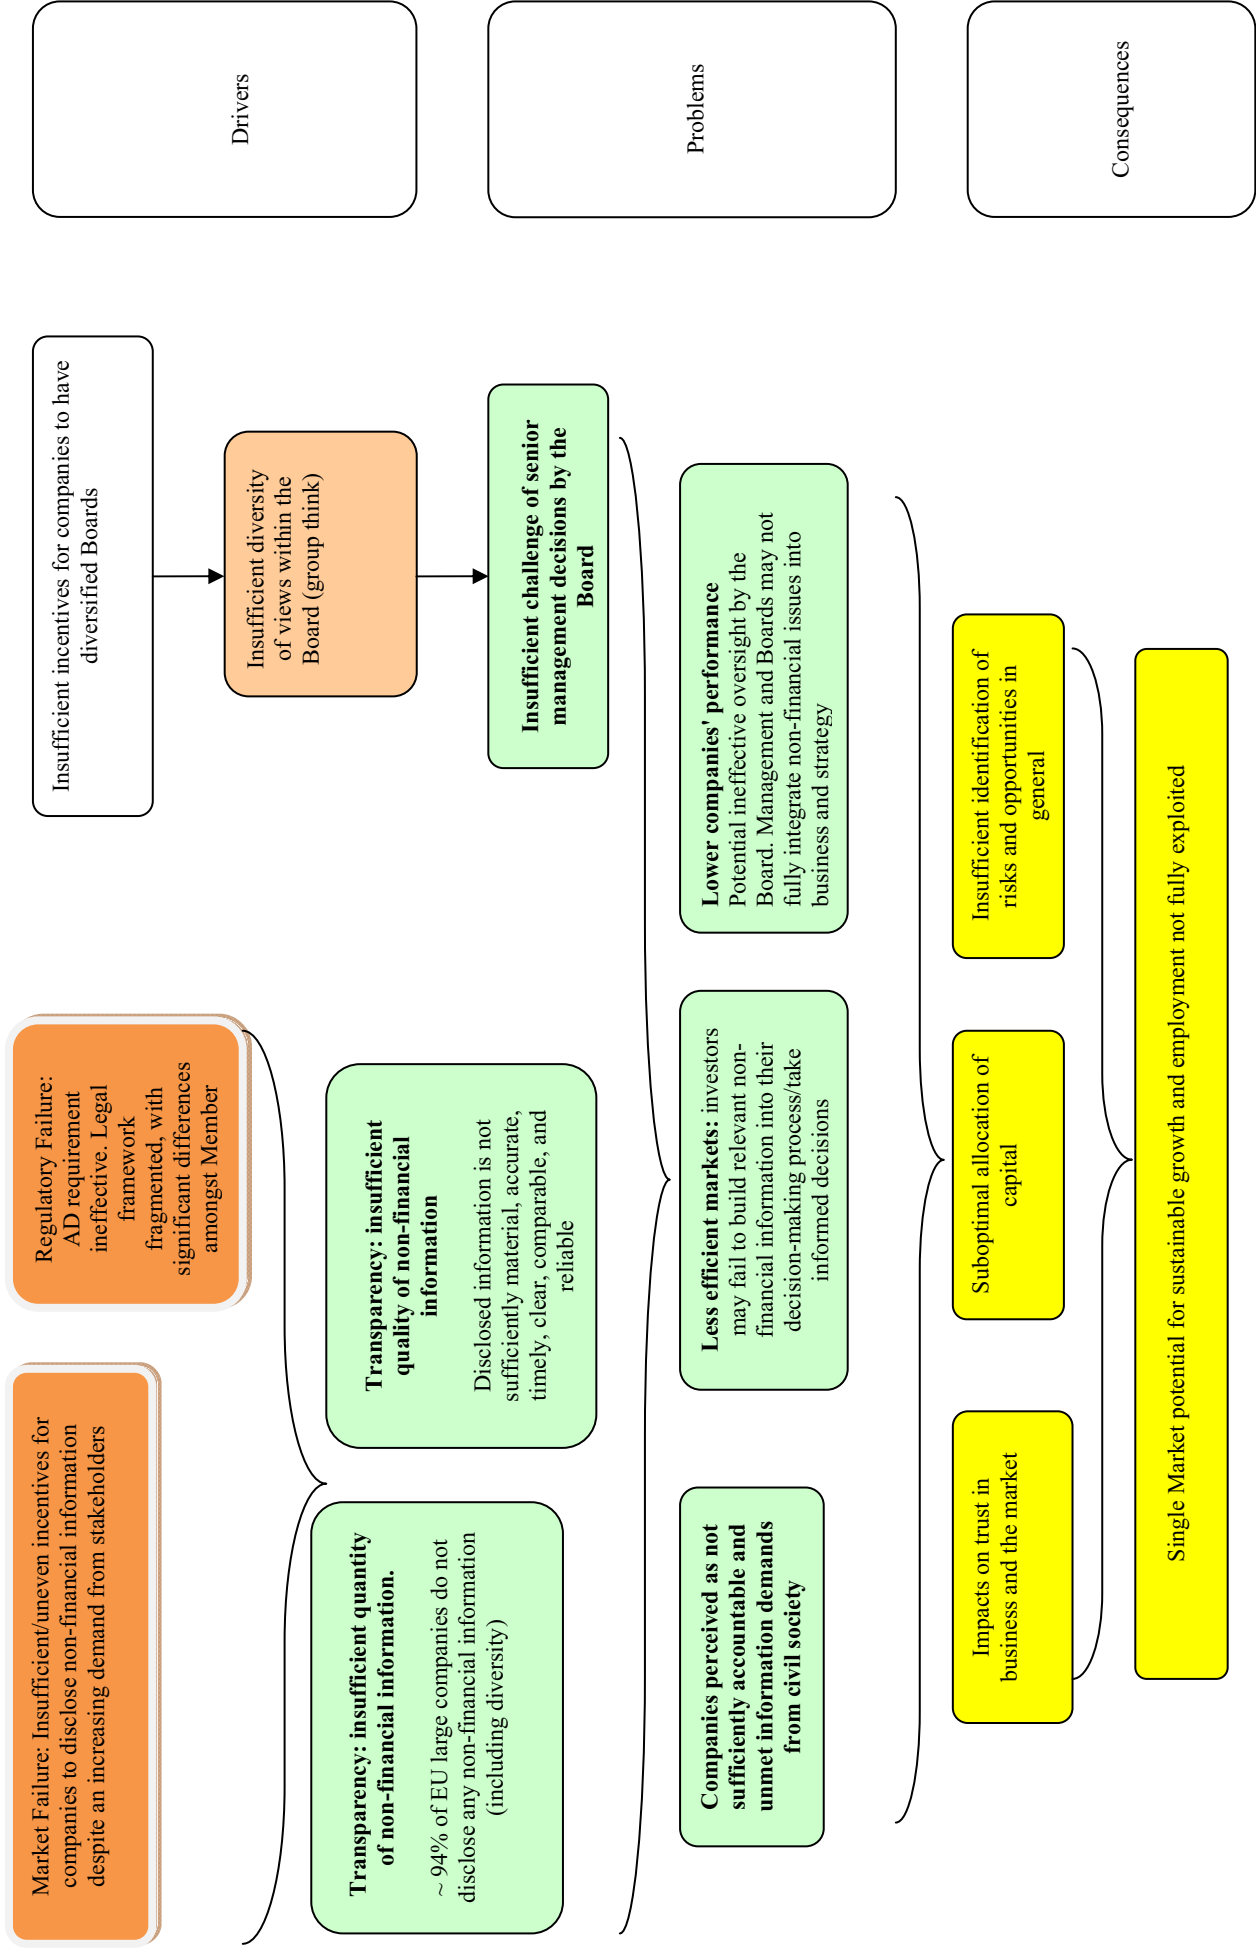 Market Failure: Insufficient/uneven incentives for
companies to disclose non-financial information
despite an increasing demand from stakeholders
Regulatory Failure:
AD requirement
ineffective. Legal
framework
fragmented, with
significant differences
amongst Member
Insufficient incentives for companies to have
diversified Boards
Drivers
Insufficient diversity
of views within the
Board (group think)
Transparency: insufficient quantity
of non-financial information.
~ 94% of EU large companies do not
disclose any non-financial information
(including diversity)
Transparency: insufficient
quality of non-financial
information
Disclosed information is not
sufficiently material, accurate,
timely, clear, comparable, and
reliable
Insufficient challenge of senior
management decisions by the
Board
Problems
Companies perceived as not
sufficiently accountable and
unmet information demands
from civil society
Less efficient markets: investors
may fail to build relevant non-
financial information into their
decision-making process/take
informed decisions
Lower companies' performance
Potential ineffective oversight by the
Board. Management and Boards may not
fully integrate non-financial issues into
business and strategy
Impacts on trust in
business and the market
Suboptimal allocation of
capital
Insufficient identification of
risks and opportunities in
general
Consequences
Single Market potential for sustainable growth and employment not fully exploited